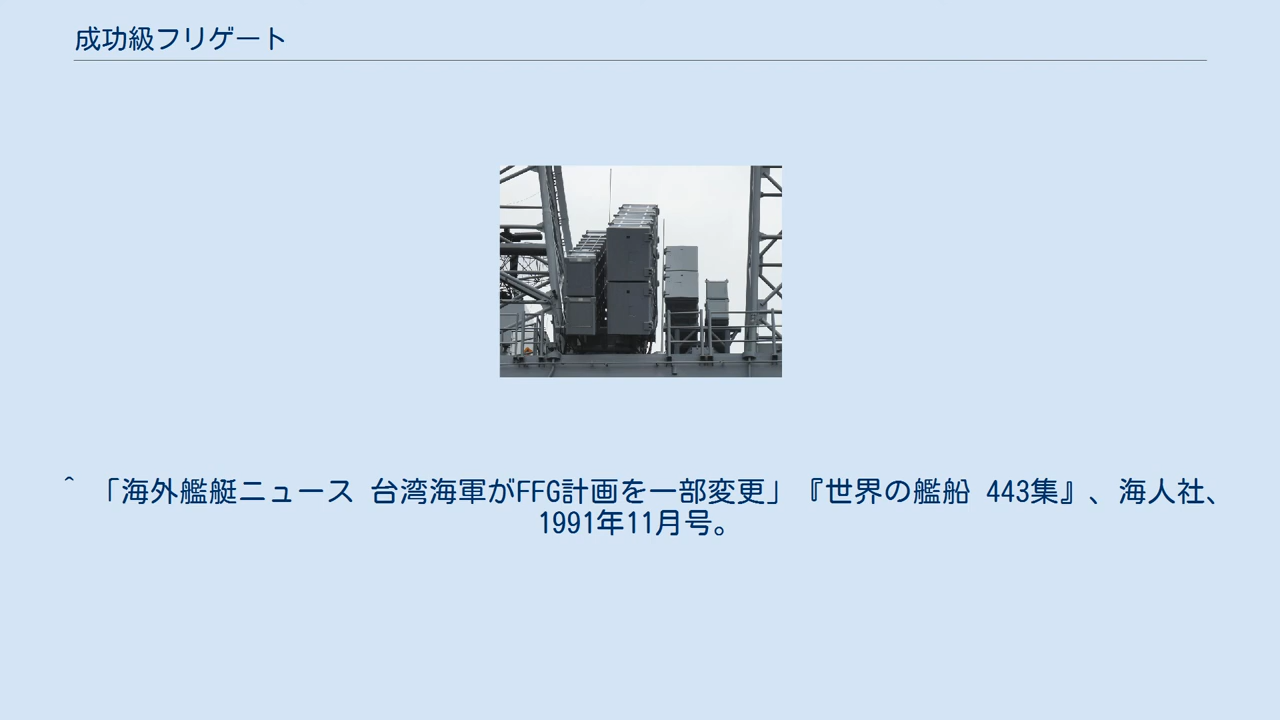 成功級フリゲート
^ 「海外艦艇ニュース 台湾海軍がFFG計画を一部変更」『世界の艦船 443集』、海人社、
1991年11月号。